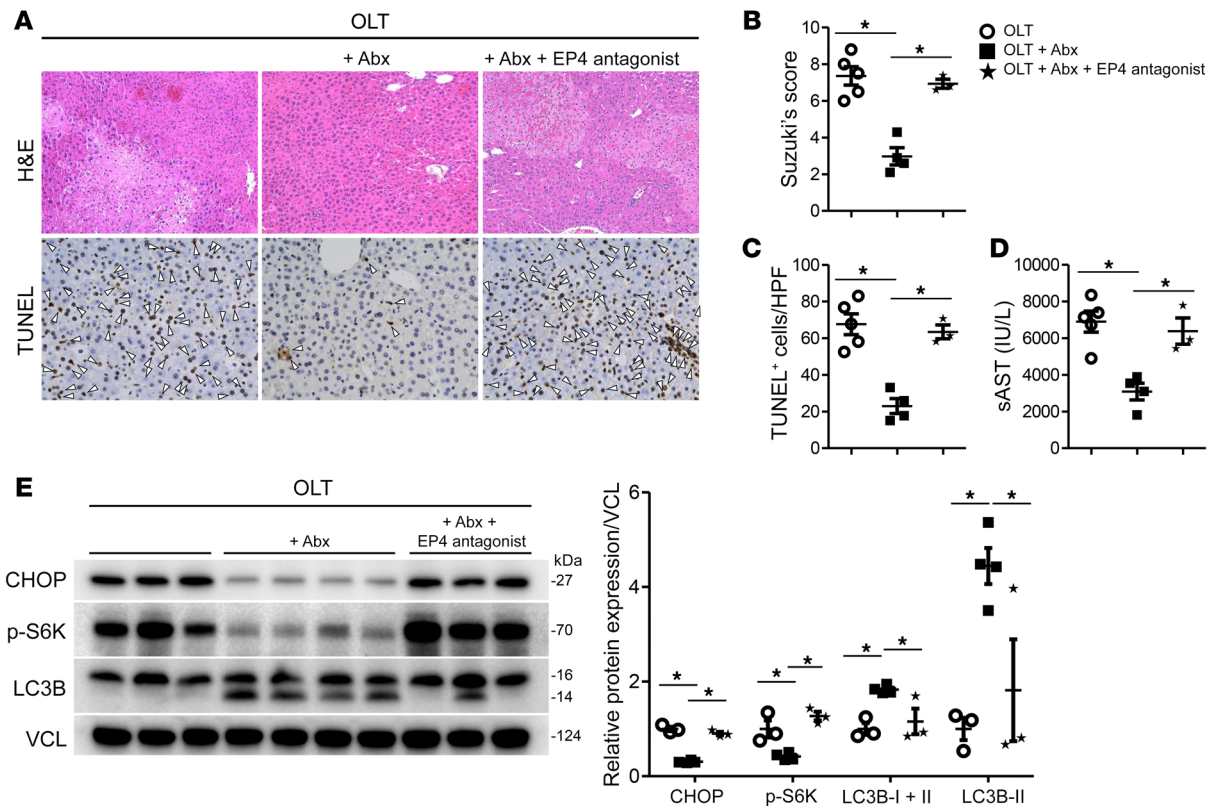 A
OLT
+ Abx
+ Abx + EP4 antagonist
H&E
TUNEL
B
Suzuki's score
10
8
6
4
2
0
*
*
OLT
OLT + Abx
OLT + Abx + EP4 antagonist
C
TUNEL+ cells/HPF
100
80
60
40
20
0
*
*
D
sAST (IU/L)
10000
8000
6000
4000
2000
0
*
*
E
OLT
+ Abx
+ Abx +
EP4 antagonist
kDa
CHOP
-27
p-S6K
-70
LC3B
-16
-14
VCL
-124
Relative protein expression/VCL
6
4
2
0
*
*
*
*
*
*
*
*
CHOP
p-S6K
LC3B-I + II
LC3B-II